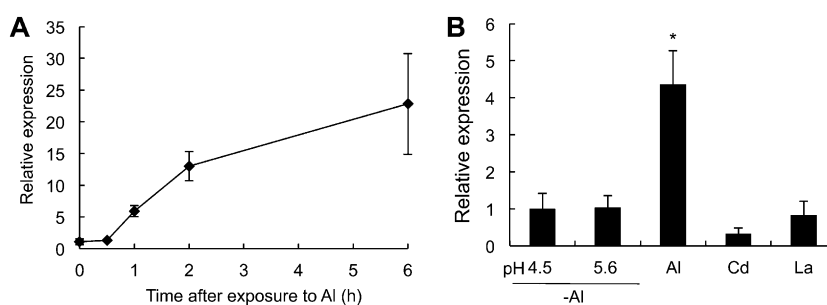 A
Relative expression
35
30
25
20
15
10
5
0
0 1 2 3 4 5 6
Time after exposure to Al (h)
B
Relative expression
6
5
4
3
2
1
0
*
pH 4.5 5.6 Al Cd La
-Al